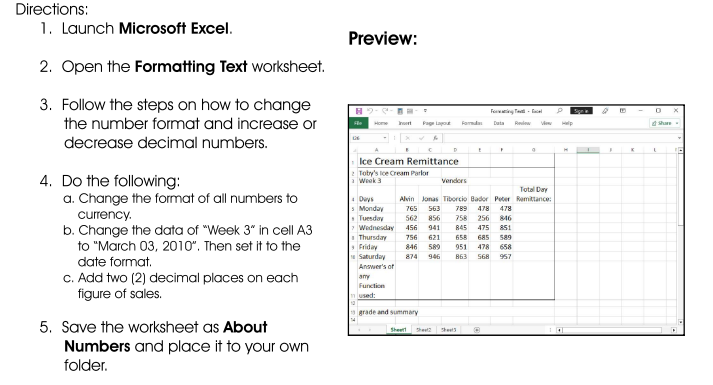 Directions:
1. Launch Microsoft Excel.
Preview:
2. Open the Formatting Text worksheet.
3. Follow the steps on how to change
the number format and increase or
decrease decimal numbers.
4. Do the following:
a. Change the format of all numbers to
currency.
b. Change the data of "Week 3" in cell A3
to "March 03, 2010". Then set it to the
date format.
c. Add two (2) decimal places on each
figure of sales.
5. Save the worksheet as About
Numbers and place it to your own
folder.
Formatting Text1 - Excel Sign in
File Home Insert Page Layout Formulas Data Review View Help Share
A B C D E F G H I J K L
1 Ice Cream Remittance
2 Toby's Ice Cream Parlor
3 Week 3 Vendors
Total Day
4 Days Alvin Jonas Tiborcio Bador Peter Remittance:
5 Monday 765 563 789 478 478
6 Tuesday 562 856 758 256 846
7 Wednesday 456 941 845 475 851
8 Thursday 756 621 658 685 589
9 Friday 846 589 951 478 658
10 Saturday 874 946 863 568 957
Answer's of
any
Function
11 used:
12
13 grade and summary
14
Sheet1 Sheet2 Sheet3